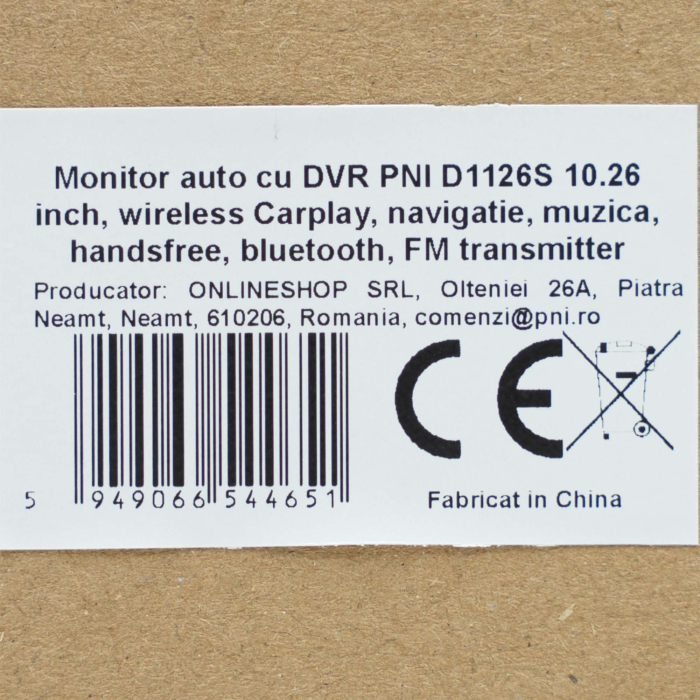 Monitor auto cu DVR PNI D1126S 10.26
inch, wireless Carplay, navigatie, muzica,
handsfree, bluetooth, FM transmitter
Producator: ONLINESHOP SRL, Olteniei 26A, Piatra
Neamt, Neamt, 610206, Romania, comenzi@pni.ro
CE
5 949066 544651
Fabricat in China